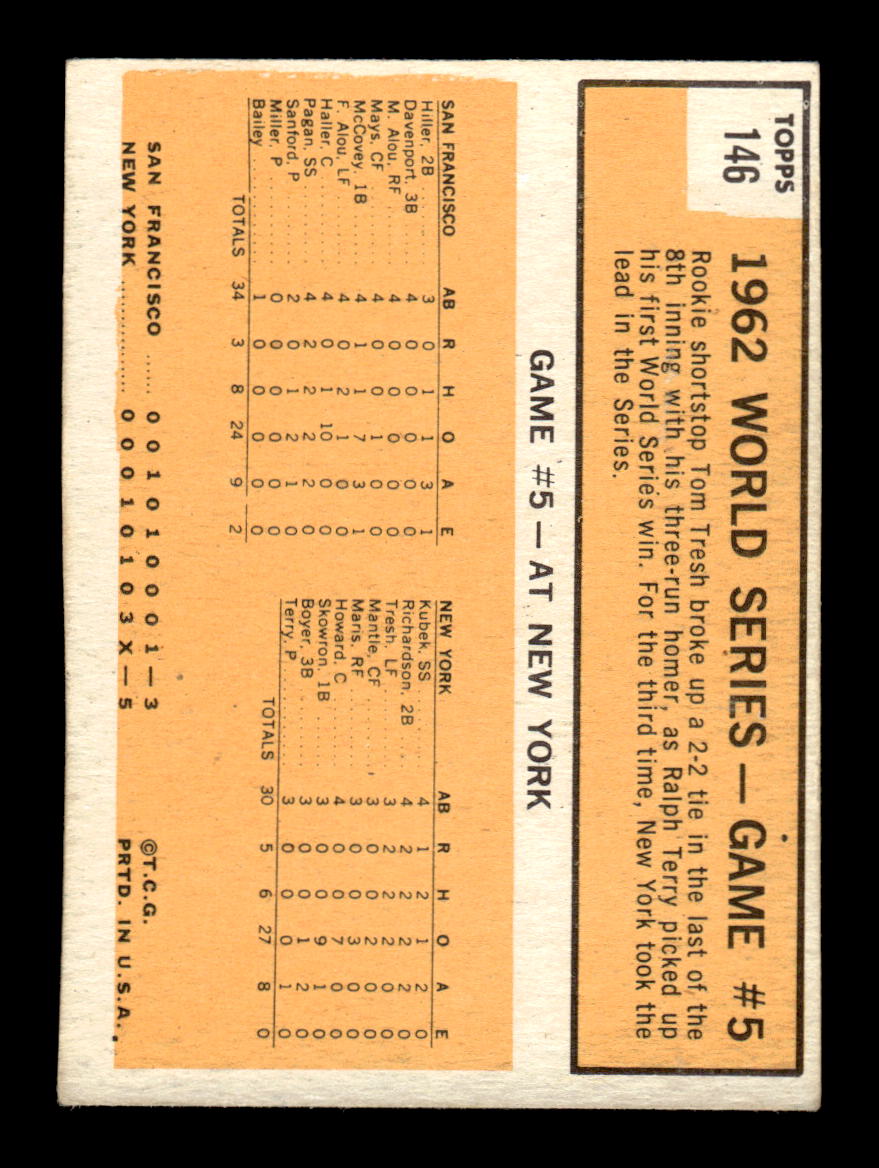 TOPPS
146
1962 WORLD SERIES — GAME #5
Rookie shortstop Tom Tresh broke up a 2-2 tie in the last of the
8th inning with his three-run homer, as Ralph Terry picked up
his first World Series win. For the third time, New York took the
lead in the Series.
GAME #5 — AT NEW YORK
SAN FRANCISCO AB R H O A E
Hiller, 2B 3 0 1 1 3 1
Davenport, 3B 4 0 0 0 0 0
M. Alou, RF 4 0 0 0 0 0
Mays, CF 4 0 0 1 0 0
McCovey, 1B 4 1 1 7 3 1
F. Alou, LF 4 0 2 1 0 0
Haller, C 4 0 1 10 0 0
Pagan, SS 4 2 2 2 2 0
Sanford, P 2 0 1 2 1 0
Miller, P 0 0 0 0 0 0
Bailey 1 0 0 0 0 0
TOTALS 34 3 8 24 9 2
NEW YORK AB R H O A E
Kubek, SS 4 1 2 1 2 0
Richardson, 2B 4 2 2 2 2 0
Tresh, LF 3 2 2 2 0 0
Mantle, CF 3 0 0 2 0 0
Maris, RF 3 0 0 3 0 0
Howard, C 4 0 0 7 0 0
Skowron, 1B 3 0 0 9 1 0
Boyer, 3B 3 0 0 1 2 0
Terry, P 3 0 0 0 1 0
TOTALS 30 5 6 27 8 0
SAN FRANCISCO ...... 0 0 1 0 1 0 0 0 1 — 3
NEW YORK .............. 0 0 0 1 0 1 0 3 X — 5
©T.C.G.
PRTD. IN U.S.A.